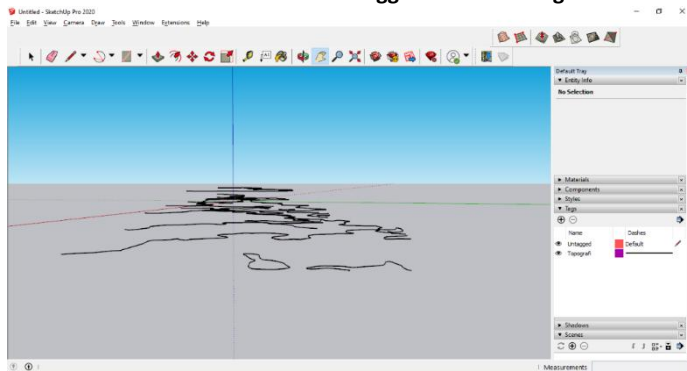 Untitled - SketchUp Pro 2020
File Edit View Camera Draw Tools Window Extensions Help
Default Tray
Entity Info
No Selection
Materials
Components
Styles
Tags
Name Dashes
Untagged Default
Topografi
Shadows
Scenes
Measurements